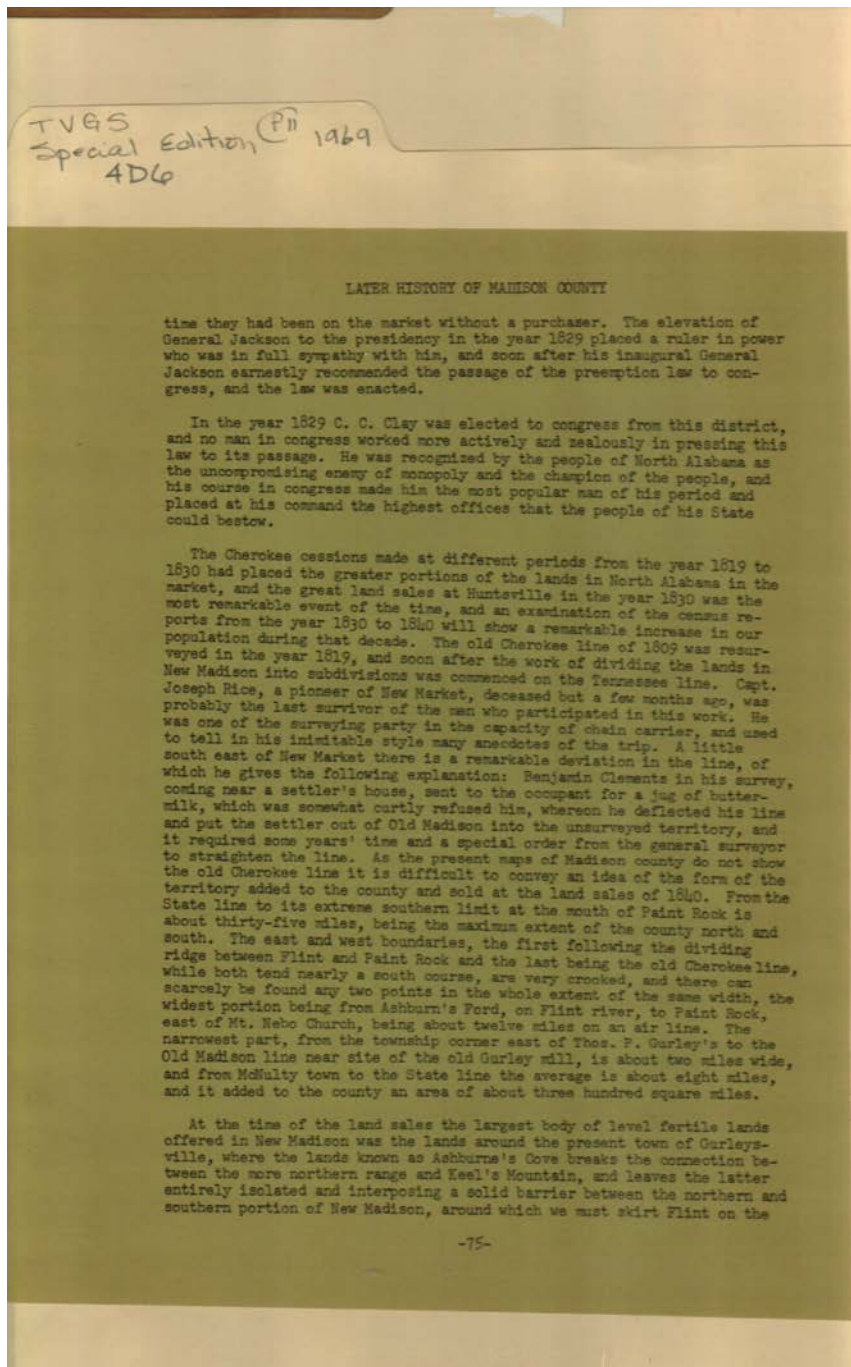 TVGS
Special Edition PII 1969
4D6
LATER HISTORY OF MADISON COUNTY
time they had been on the market without a purchaser. The elevation of
General Jackson to the presidency in the year 1829 placed a ruler in power
who was in full sympathy with him, and soon after his inaugural General
Jackson earnestly recommended the passage of the preemption law to con-
gress, and the law was enacted.
In the year 1829 C. C. Clay was elected to congress from this district,
and no man in congress worked more actively and zealously in pressing this
law to its passage. He was recognized by the people of North Alabama as
the uncompromising enemy of monopoly and the champion of the people, and
his course in congress made him the most popular man of his period and
placed at his command the highest offices that the people of his State
could bestow.
The Cherokee cessions made at different periods from the year 1819 to
1830 had placed the greater portions of the lands in North Alabama in the
market, and the great land sales at Huntsville in the year 1830 was the
most remarkable event of the time, and an examination of the census re-
ports from the year 1830 to 1840 will show a remarkable increase in our
population during that decade. The old Cherokee line of 1809 was resur-
veyed in the year 1819, and soon after the work of dividing the lands in
New Madison into subdivisions was commenced on the Tennessee line. Capt.
Joseph Rice, a pioneer of New Market, deceased but a few months ago, was
probably the last survivor of the men who participated in this work. He
was one of the surveying party in the capacity of chain carrier, and used
to tell in his inimitable style many anecdotes of the trip. A little
south east of New Market there is a remarkable deviation in the line, of
which he gives the following explanation: Benjamin Clements in his survey,
coming near a settler's house, sent to the occupant for a jug of butter-
milk, which was somewhat curtly refused him, whereon he deflected his line
and put the settler out of Old Madison into the unsurveyed territory, and
it required some years' time and a special order from the general surveyor
to straighten the line. As the present maps of Madison county do not show
the old Cherokee line it is difficult to convey an idea of the form of the
territory added to the county and sold at the land sales of 1840. From the
State line to its extreme southern limit at the mouth of Paint Rock is
about thirty-five miles, being the maximum extent of the county north and
south. The east and west boundaries, the first following the dividing
ridge between Flint and Paint Rock and the last being the old Cherokee line,
while both tend nearly a south course, are very crooked, and there can
scarcely be found any two points in the whole extent of the same width, the
widest portion being from Ashburn's Ford, on Flint river, to Paint Rock,
east of Mt. Nebo Church, being about twelve miles on an air line. The
narrowest part, from the township corner east of Thos. P. Gurley's to the
Old Madison line near site of the old Gurley mill, is about two miles wide,
and from McNulty town to the State line the average is about eight miles,
and it added to the county an area of about three hundred square miles.
At the time of the land sales the largest body of level fertile lands
offered in New Madison was the lands around the present town of Gurleys-
ville, where the lands known as Ashburne's Cove breaks the connection be-
tween the more northern range and Keel's Mountain, and leaves the latter
entirely isolated and interposing a solid barrier between the northern and
southern portion of New Madison, around which we must skirt Flint on the
-75-